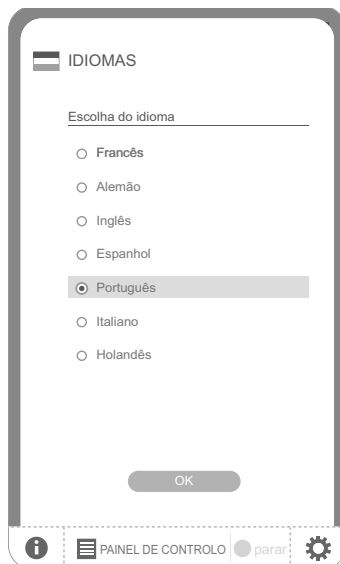 IDIOMAS
Escolha do idioma
Francês
Alemão
Inglês
Espanhol
Português
Italiano
Holandês
OK
PAINEL DE CONTROLO parar